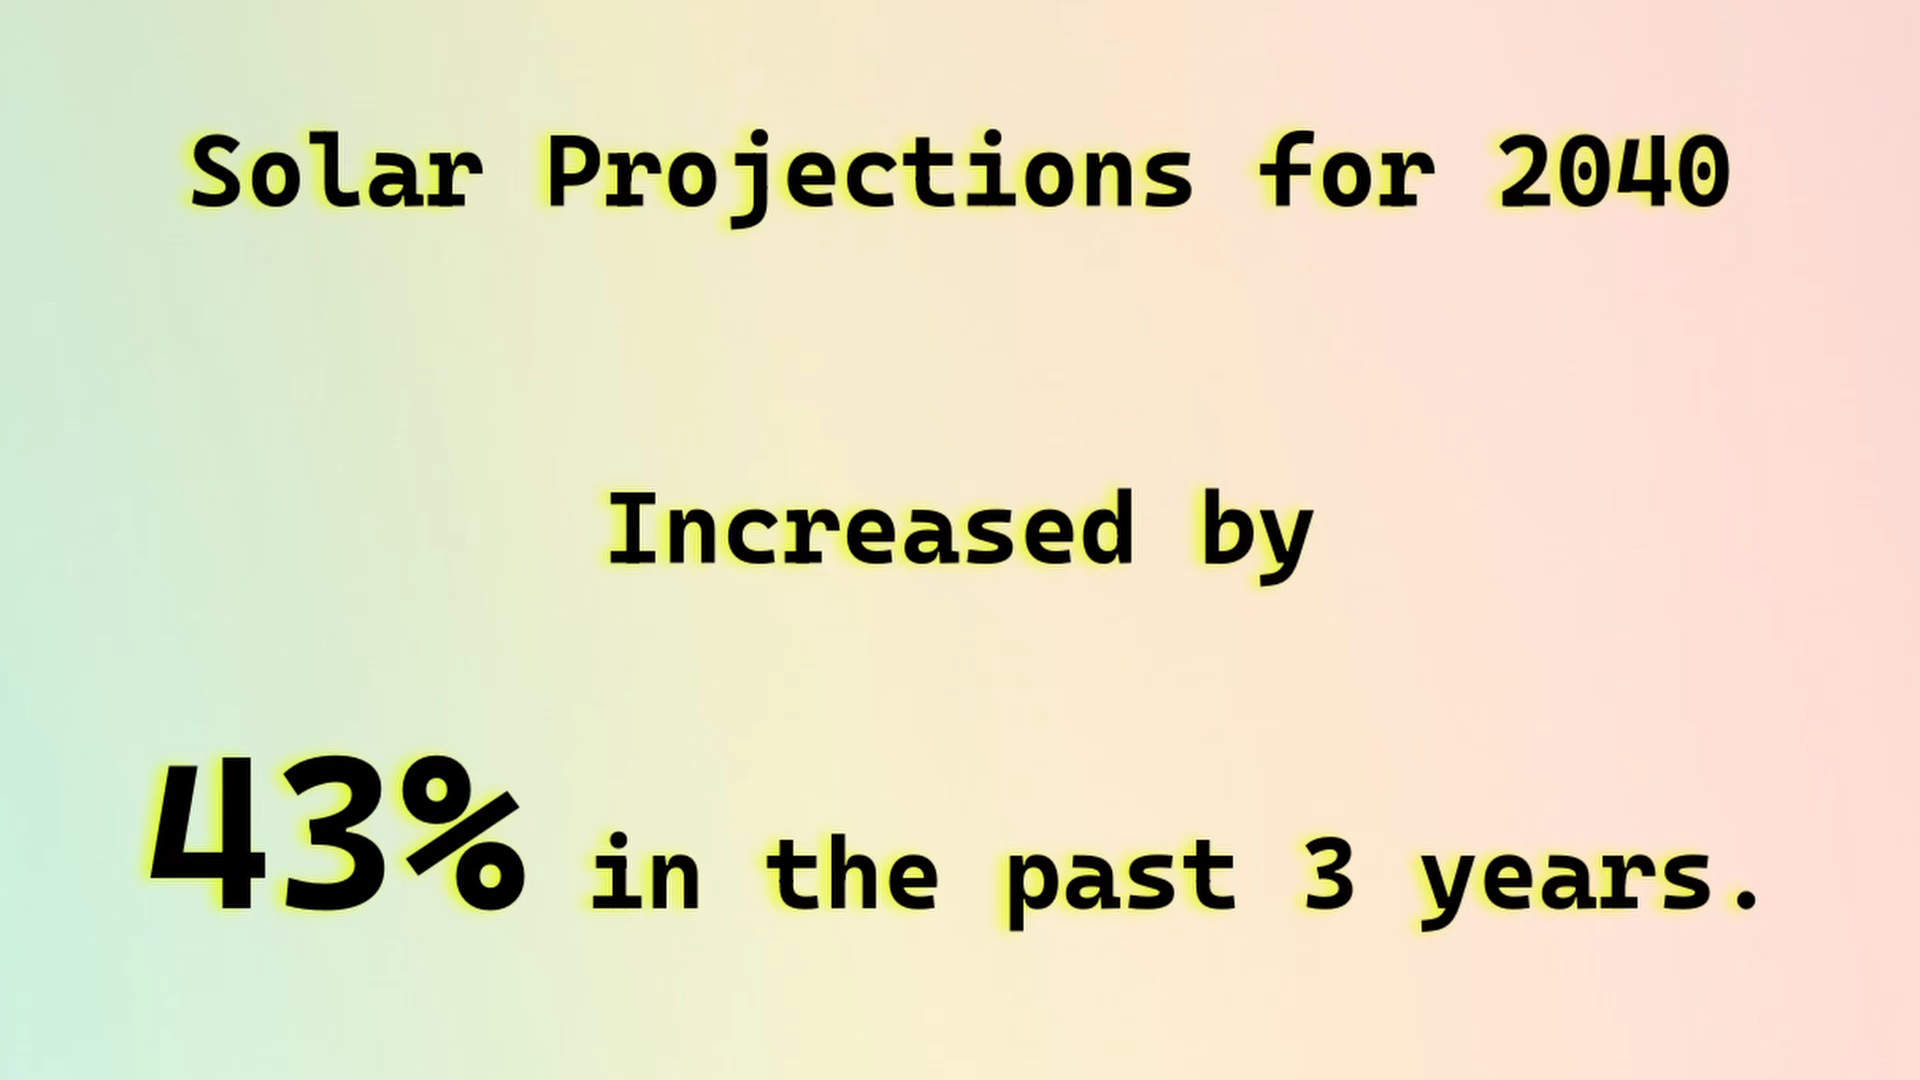 Solar Projections for 2040
Increased by
43% in the past 3 years.